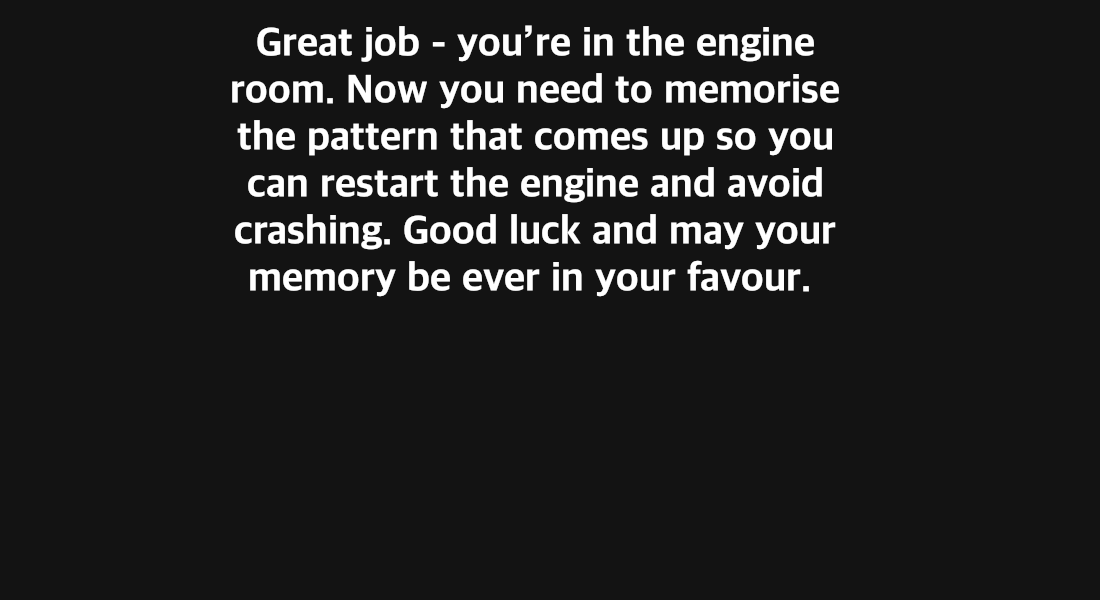 Great job - you’re in the engine
room. Now you need to memorise
the pattern that comes up so you
can restart the engine and avoid
crashing. Good luck and may your
memory be ever in your favour.